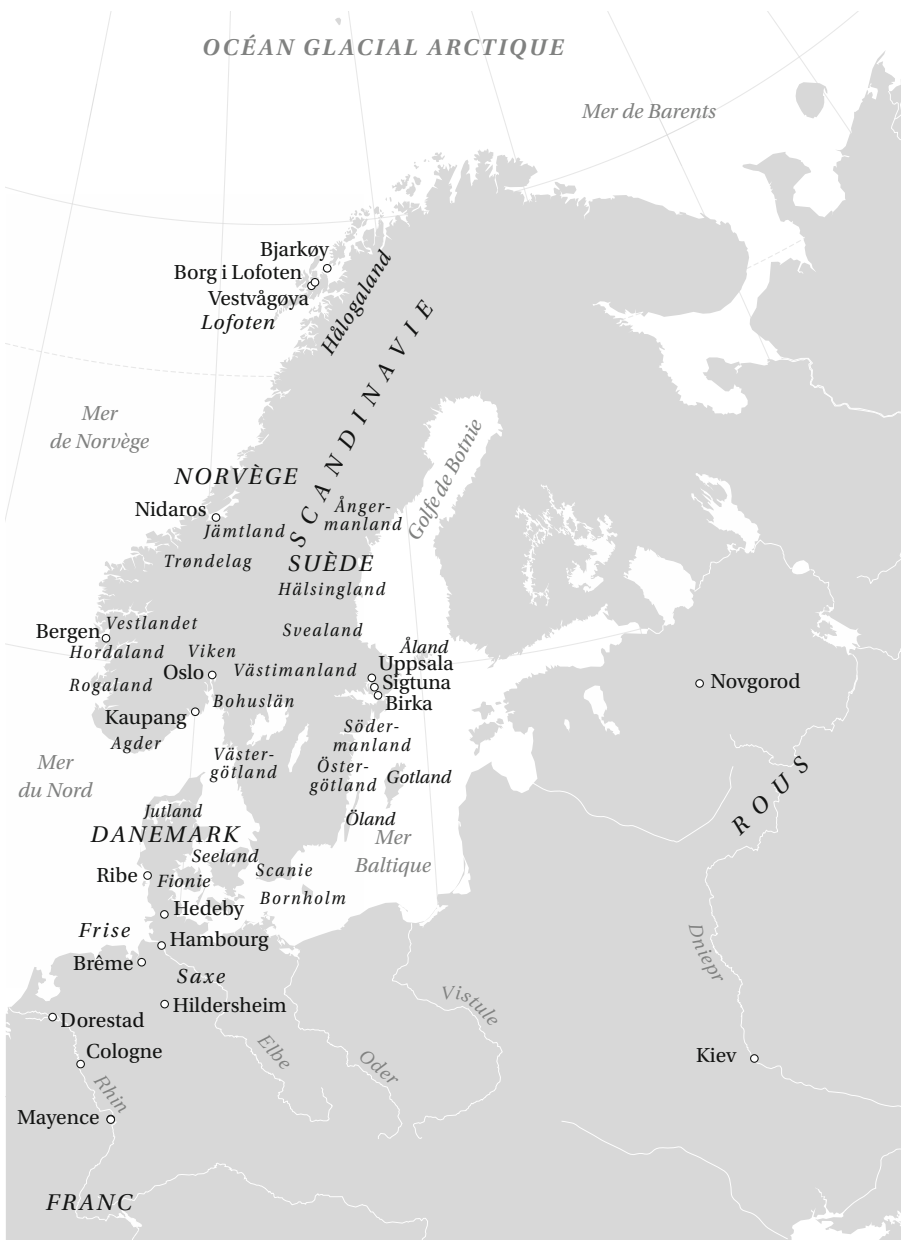 OCÉAN GLACIAL ARCTIQUE
Mer de Barents
Bjarkøy
Borg i Lofoten
Vestvågøya
Lofoten
Hålogaland
SCANDINAVIE
Mer
de Norvège
Golfe de Botnie
NORVÈGE
Nidaros
Jämtland
Ånger-
manland
Trøndelag
SUÈDE
Hälsingland
Vestlandet
Bergen
Hordaland
Viken
Svealand
Åland
Uppsala
Västimanland
Oslo
Sigtuna
Rogaland
Birka
Novgorod
Bohuslän
Kaupang
Agder
Söder-
manland
Väster-
götland
Öster-
götland
Gotland
Mer
du Nord
ROUS
Jutland
Öland
DANEMARK
Mer
Baltique
Seeland
Scanie
Ribe
Fionie
Bornholm
Hedeby
Frise
Hambourg
Brême
Saxe
Dniepr
Hildersheim
Vistule
Dorestad
Cologne
Elbe
Oder
Kiev
Rhin
Mayence
FRANC